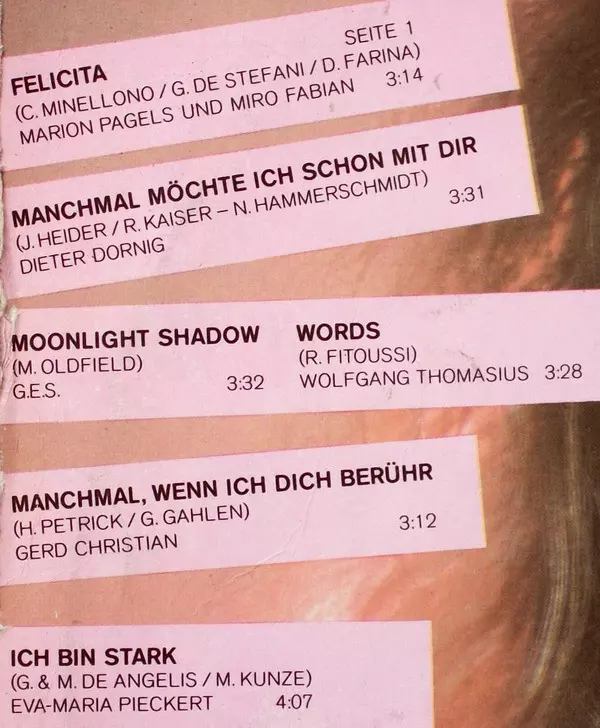 SEITE 1
FELICITA
(C. MINELLONO / G. DE STEFANI / D. FARINA)
MARION PAGELS UND MIRO FABIAN 3:14
MANCHMAL MÖCHTE ICH SCHON MIT DIR
(J. HEIDER / R. KAISER – N. HAMMERSCHMIDT)
DIETER DORNIG 3:31
MOONLIGHT SHADOW
(M. OLDFIELD)
G.E.S. 3:32
WORDS
(R. FITOUSSI)
WOLFGANG THOMASIUS 3:28
MANCHMAL, WENN ICH DICH BERÜHR
(H. PETRICK / G. GAHLEN)
GERD CHRISTIAN 3:12
ICH BIN STARK
(G. & M. DE ANGELIS / M. KUNZE)
EVA-MARIA PIECKERT 4:07